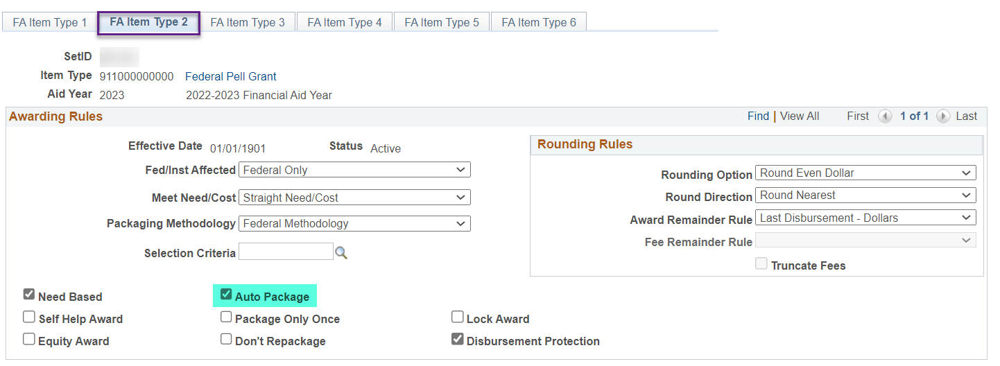 FA Item Type 1 FA Item Type 2 FA Item Type 3 FA Item Type 4 FA Item Type 5 FA Item Type 6
SetID
Item Type 911000000000 Federal Pell Grant
Aid Year 2023 2022-2023 Financial Aid Year
Awarding Rules Find | View All First 1 of 1 Last
Effective Date 01/01/1901 Status Active
Fed/Inst Affected Federal Only
Meet Need/Cost Straight Need/Cost
Packaging Methodology Federal Methodology
Selection Criteria
Rounding Rules
Rounding Option Round Even Dollar
Round Direction Round Nearest
Award Remainder Rule Last Disbursement - Dollars
Fee Remainder Rule
Truncate Fees
Need Based Auto Package
Self Help Award Package Only Once Lock Award
Equity Award Don't Repackage Disbursement Protection